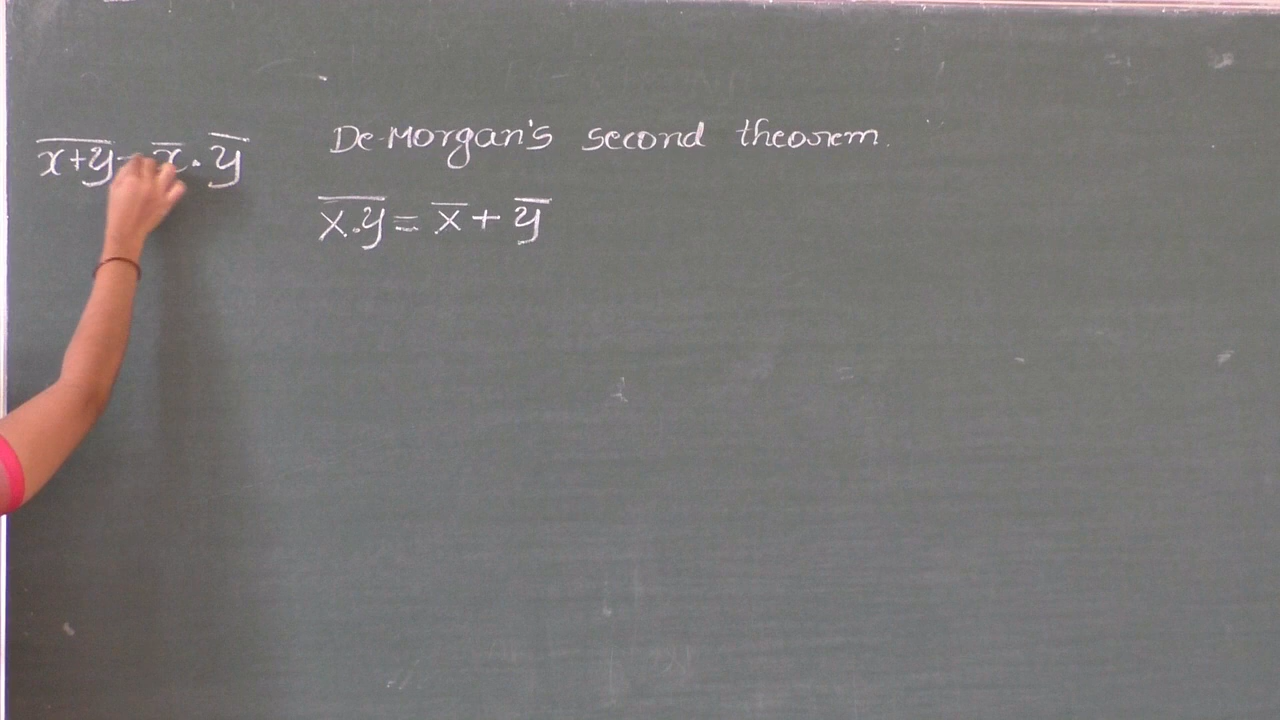 x̅+̅y̅ = x̅ . y̅
De-Morgan's second theorem.
x̅.̅y̅ = x̅ + y̅